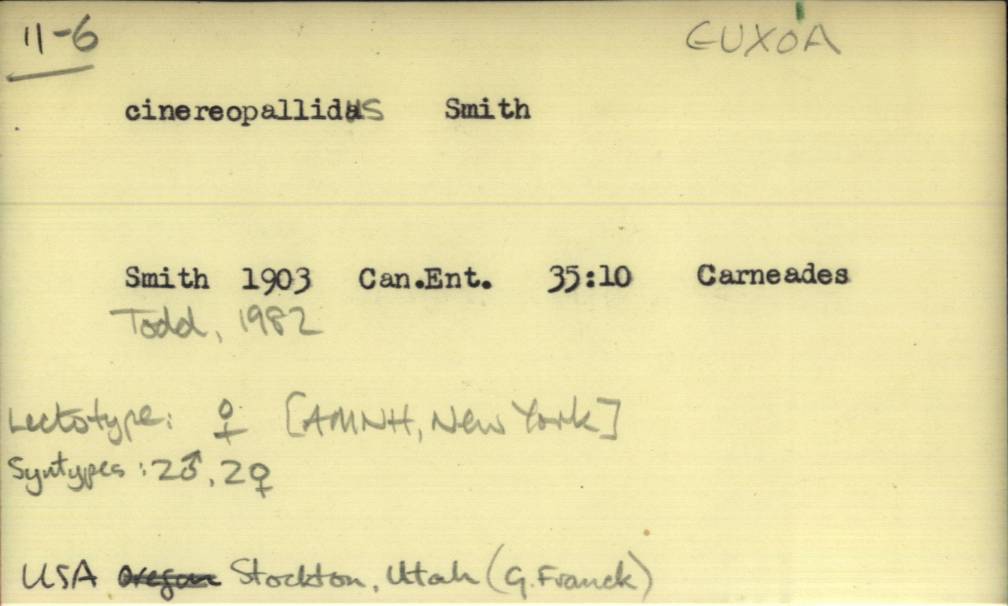 11-6 EUXOA
cinereopallidus Smith
Smith 1903 Can.Ent. 35:10 Carneades
Todd, 1982
Lectotype: ♀ [AMNH, New York]
Syntypes: 2♂, 2♀
USA Oregon Stockton, Utah (G. Franck)